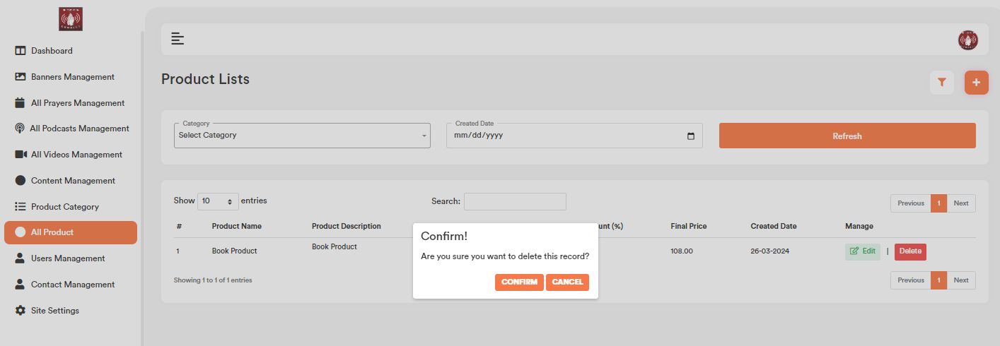 Dashboard
Banners Management
All Prayers Management
All Podcasts Management
All Videos Management
Content Management
Product Category
All Product
Users Management
Contact Management
Site Settings
Product Lists
Category
Select Category
Created Date
mm/dd/yyyy
Refresh
Show 10 entries
Search:
Previous 1 Next
# Product Name Product Description unt (%) Final Price Created Date Manage
1 Book Product Book Product 108.00 26-03-2024 Edit | Delete
Showing 1 to 1 of 1 entries
Previous 1 Next
Confirm!
Are you sure you want to delete this record?
CONFIRM CANCEL